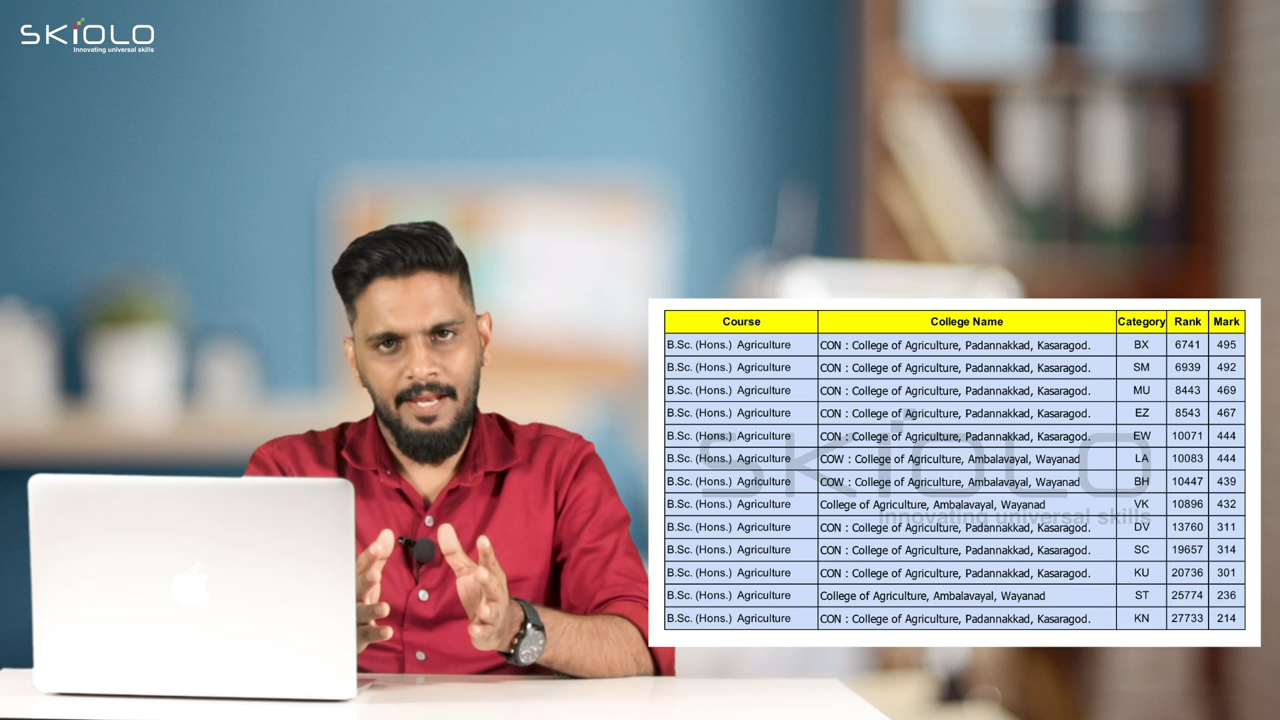 SKiOLO
Innovating universal skills
Course College Name Category Rank Mark
B.Sc. (Hons.) Agriculture CON : College of Agriculture, Padannakkad, Kasaragod. BX 6741 495
B.Sc. (Hons.) Agriculture CON : College of Agriculture, Padannakkad, Kasaragod. SM 6939 492
B.Sc. (Hons.) Agriculture CON : College of Agriculture, Padannakkad, Kasaragod. MU 8443 469
B.Sc. (Hons.) Agriculture CON : College of Agriculture, Padannakkad, Kasaragod. EZ 8543 467
B.Sc. (Hons.) Agriculture CON : College of Agriculture, Padannakkad, Kasaragod. EW 10071 444
B.Sc. (Hons.) Agriculture COW : College of Agriculture, Ambalavayal, Wayanad LA 10083 444
B.Sc. (Hons.) Agriculture COW : College of Agriculture, Ambalavayal, Wayanad BH 10447 439
B.Sc. (Hons.) Agriculture College of Agriculture, Ambalavayal, Wayanad VK 10896 432
B.Sc. (Hons.) Agriculture CON : College of Agriculture, Padannakkad, Kasaragod. DV 13760 311
B.Sc. (Hons.) Agriculture CON : College of Agriculture, Padannakkad, Kasaragod. SC 19657 314
B.Sc. (Hons.) Agriculture CON : College of Agriculture, Padannakkad, Kasaragod. KU 20736 301
B.Sc. (Hons.) Agriculture College of Agriculture, Ambalavayal, Wayanad ST 25774 236
B.Sc. (Hons.) Agriculture CON : College of Agriculture, Padannakkad, Kasaragod. KN 27733 214
SKiOLO
Innovating universal skills